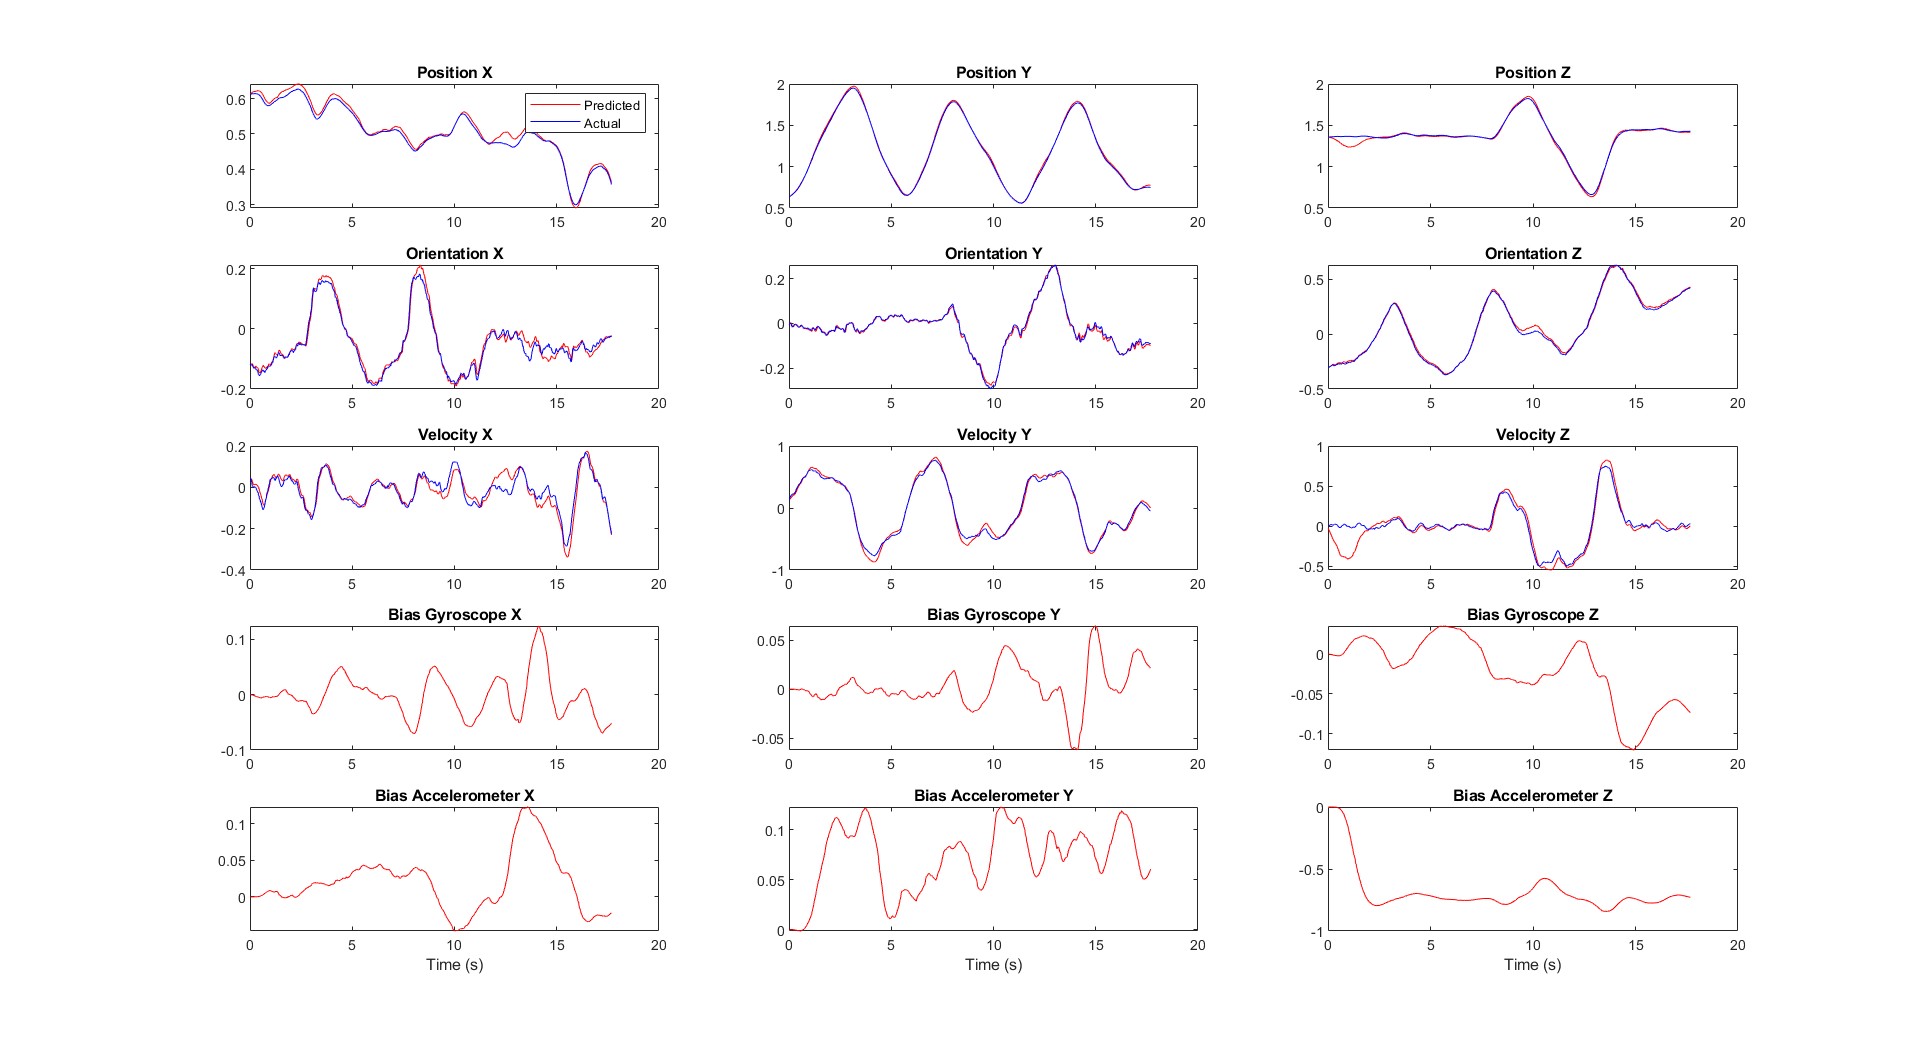 Position X
Position Y
Position Z
0.6
0.5
0.4
0.3
Predicted
Actual
0 5 10 15 20
2
1.5
1
0.5
0 5 10 15 20
2
1.5
1
0.5
0 5 10 15 20
Orientation X
Orientation Y
Orientation Z
0.2
0
-0.2
0 5 10 15 20
0.2
0
-0.2
0 5 10 15 20
0.5
0
-0.5
0 5 10 15 20
Velocity X
Velocity Y
Velocity Z
0.2
0
-0.2
-0.4
0 5 10 15 20
1
0
-1
0 5 10 15 20
1
0.5
0
-0.5
0 5 10 15 20
Bias Gyroscope X
Bias Gyroscope Y
Bias Gyroscope Z
0.1
0
-0.1
0 5 10 15 20
0.05
0
-0.05
0 5 10 15 20
0
-0.05
-0.1
0 5 10 15 20
Bias Accelerometer X
Bias Accelerometer Y
Bias Accelerometer Z
0.1
0.05
0
0 5 10 15 20
Time (s)
0.1
0.05
0
0 5 10 15 20
Time (s)
0
-0.5
-1
0 5 10 15 20
Time (s)